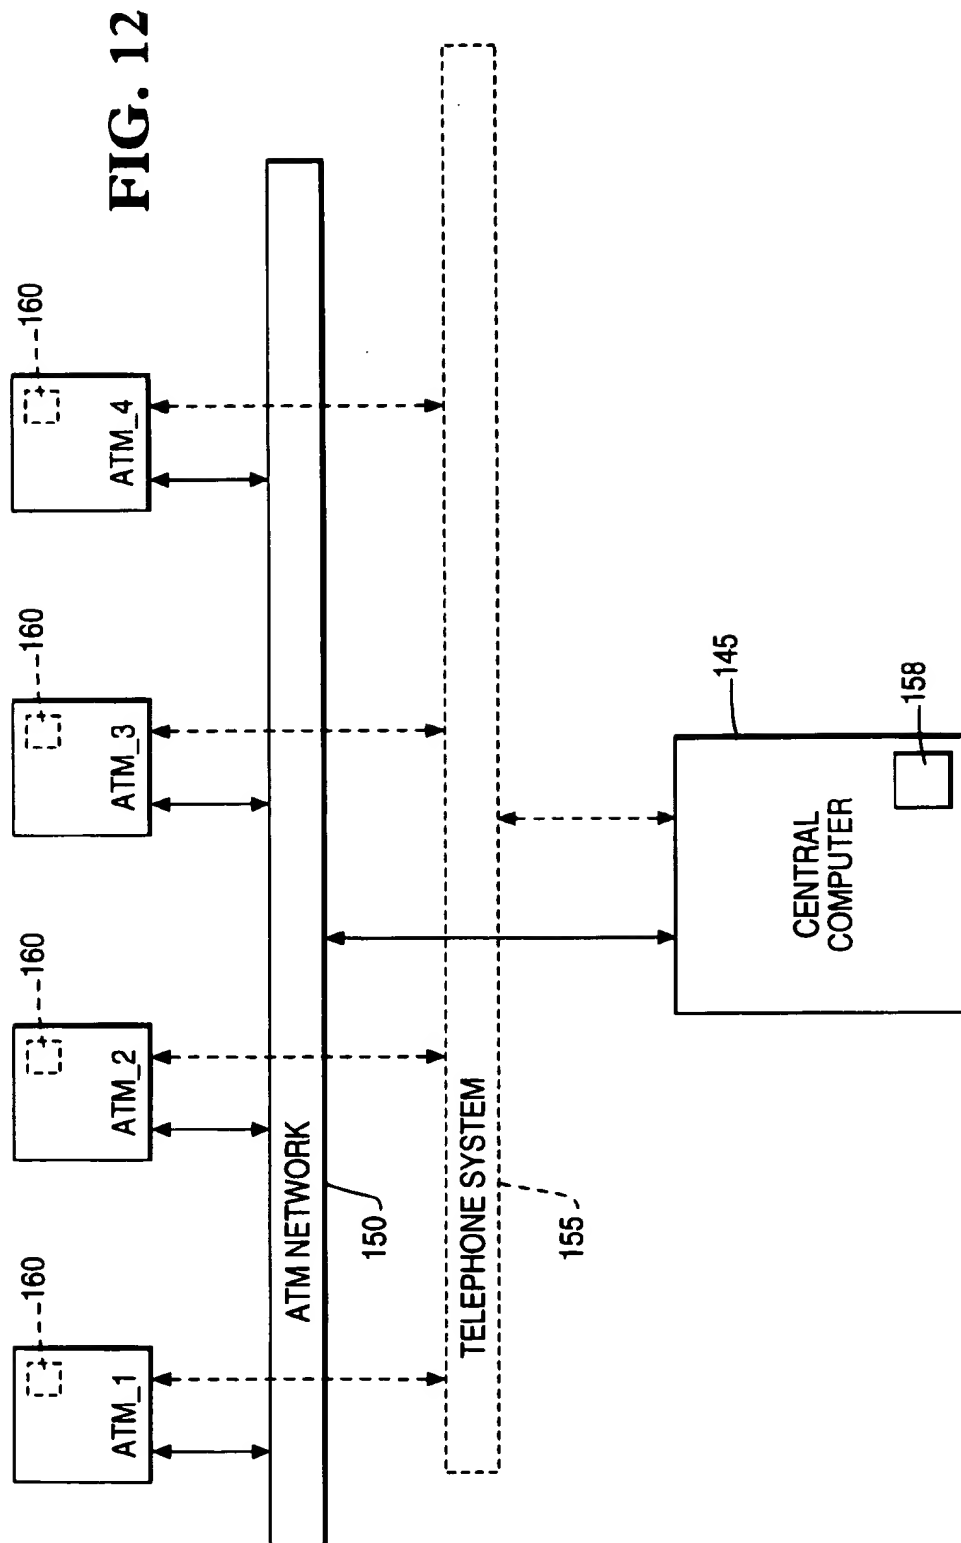 FIG. 12
160
160
160
160
ATM_1
ATM_2
ATM_3
ATM_4
ATM NETWORK
150
TELEPHONE SYSTEM
155
145
CENTRAL
COMPUTER
158